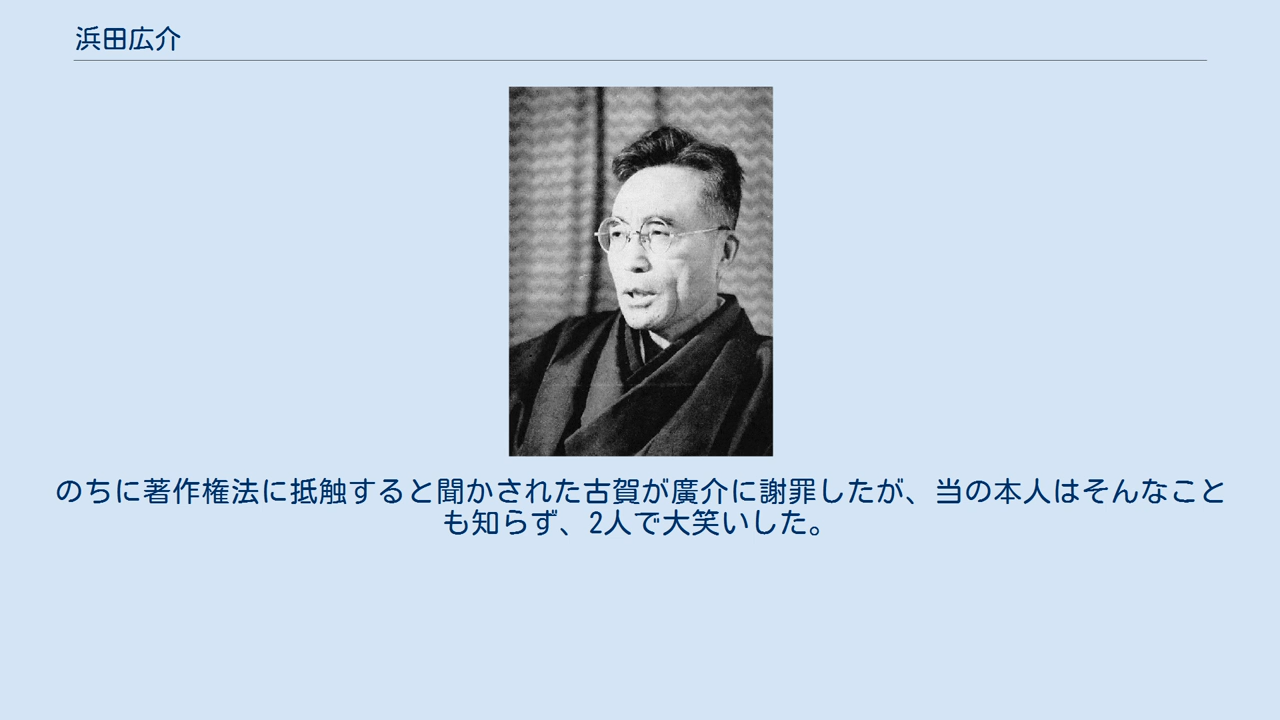 浜田広介
のちに著作権法に抵触すると聞かされた古賀が廣介に謝罪したが、当の本人はそんなこと
も知らず、2人で大笑いした。